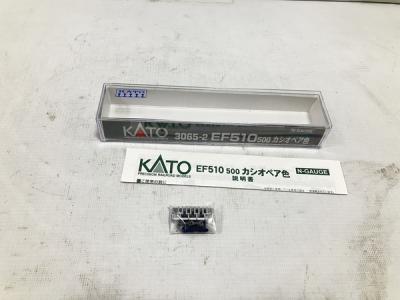 KATO 3065-2 EF510 500 カシオペア色
N-GAUGE
KATO EF510 500 カシオペア色 N-GAUGE
PRECISION RAILROAD MODELS
説明書